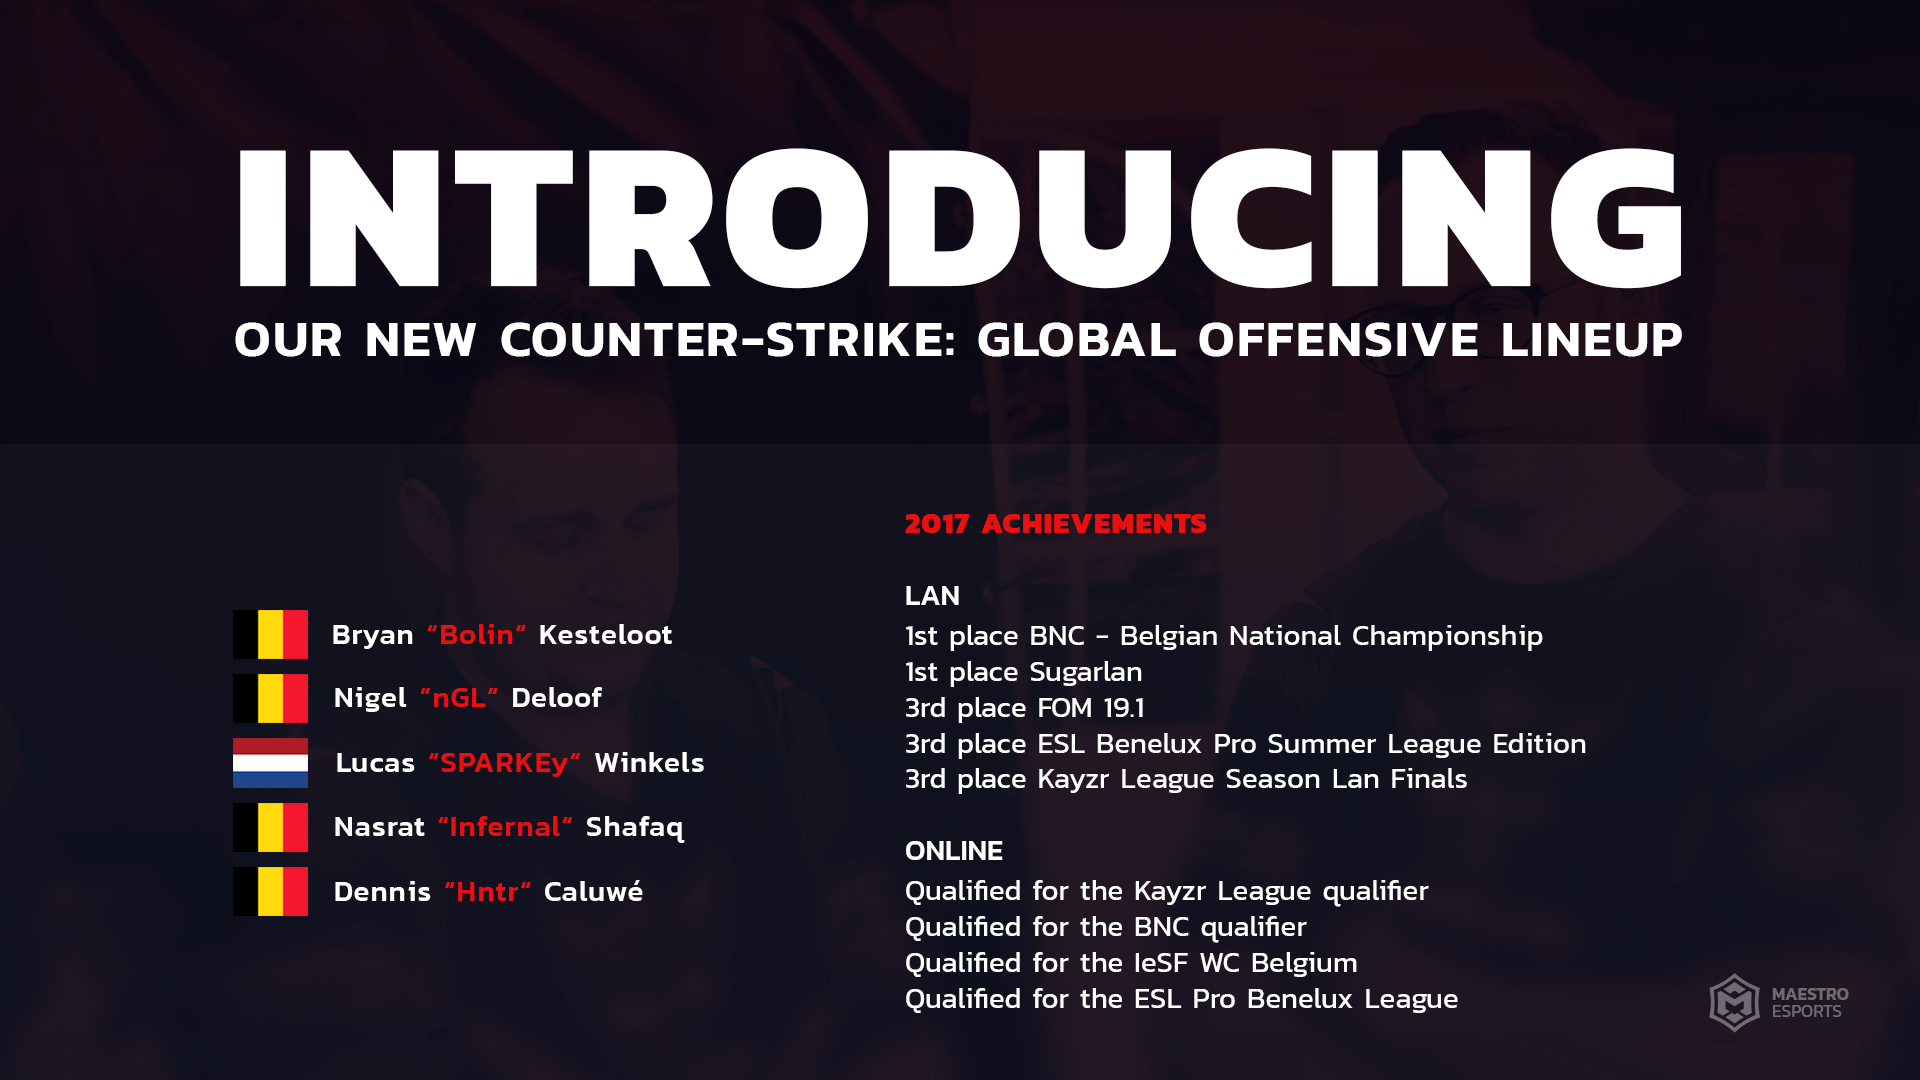 INTRODUCING
OUR NEW COUNTER-STRIKE: GLOBAL OFFENSIVE LINEUP
Bryan “Bolin“ Kesteloot
Nigel “nGL“ Deloof
Lucas “SPARKEy“ Winkels
Nasrat “Infernal“ Shafaq
Dennis “Hntr“ Caluwé
2017 ACHIEVEMENTS
LAN
1st place BNC - Belgian National Championship
1st place Sugarlan
3rd place FOM 19.1
3rd place ESL Benelux Pro Summer League Edition
3rd place Kayzr League Season Lan Finals
ONLINE
Qualified for the Kayzr League qualifier
Qualified for the BNC qualifier
Qualified for the IeSF WC Belgium
Qualified for the ESL Pro Benelux League
MAESTRO
ESPORTS